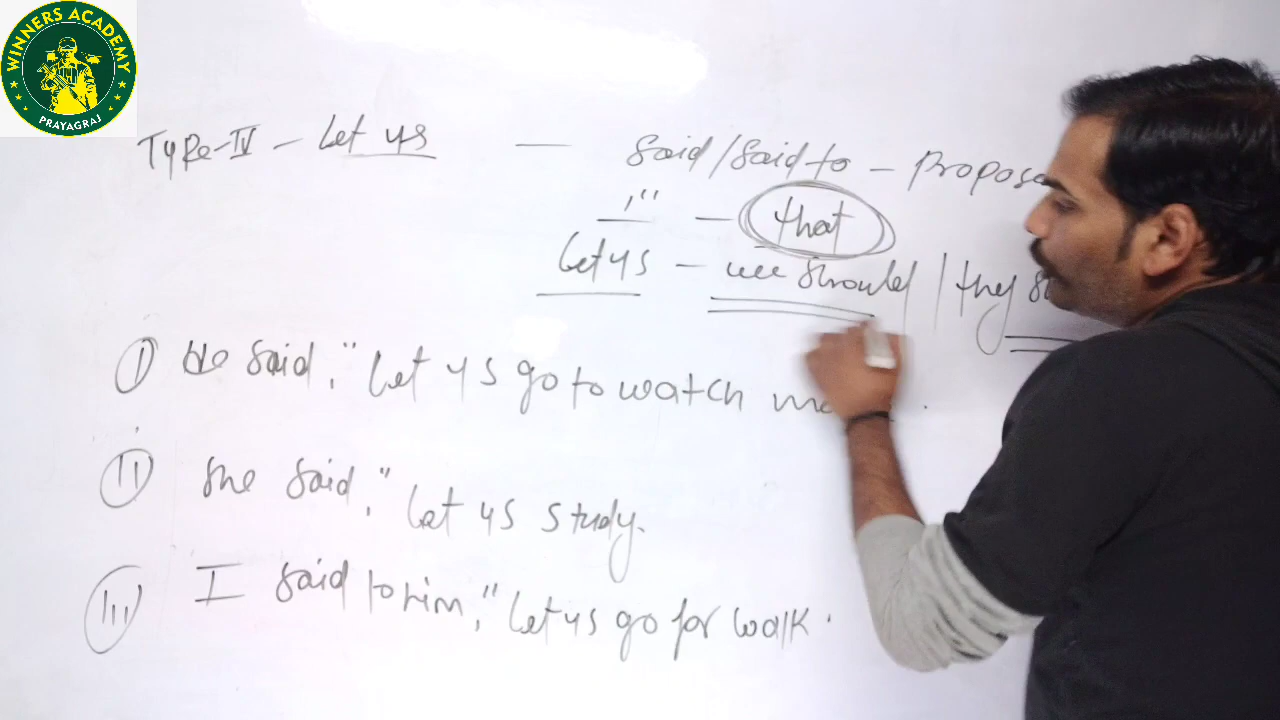 WINNERS ACADEMY
PRAYAGRAJ
Type-IV - Let us — Said/Said to - Propose
," " — that
Let us — we should / they
(I) He said, "Let us go to watch
(II) She said, "Let us study.
(III) I said to him, "Let us go for walk.